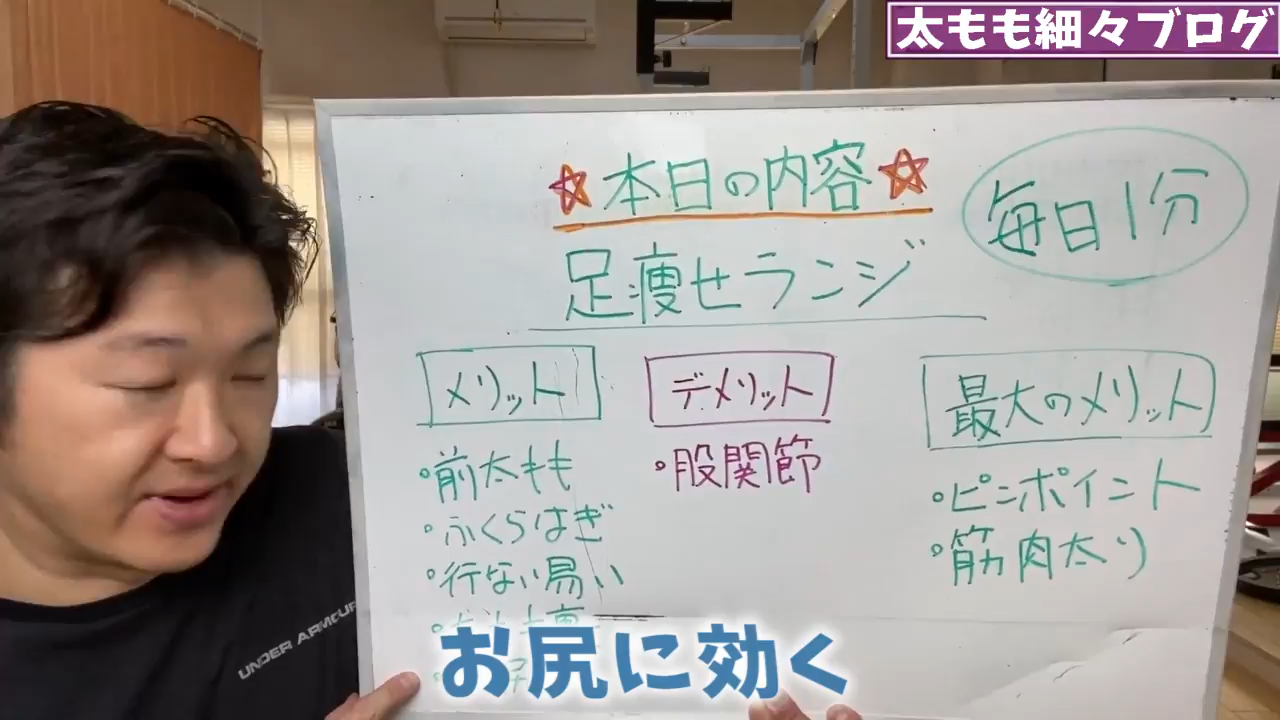 太もも細々ブログ
☆本日の内容☆
毎日1分
足痩せランジ
メリット
・前太もも
・ふくらはぎ
・行ない易い
デメリット
・股関節
最大のメリット
・ピンポイント
・筋肉太り
お尻に効く
UNDER ARMOUR